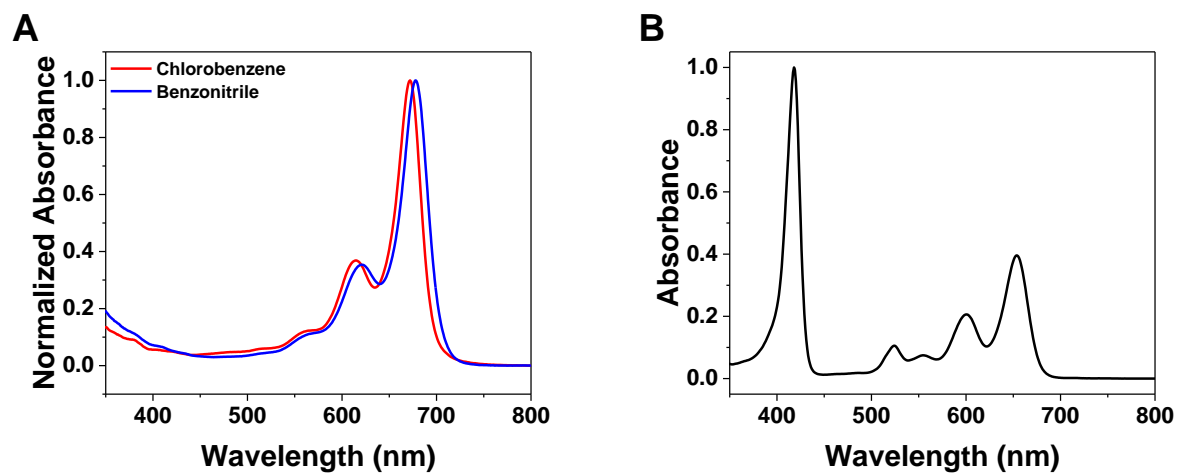 A
Normalized Absorbance
1.0
0.8
0.6
0.4
0.2
0.0
Chlorobenzene
Benzonitrile
400 500 600 700 800
Wavelength (nm)
B
Absorbance
1.0
0.8
0.6
0.4
0.2
0.0
400 500 600 700 800
Wavelength (nm)